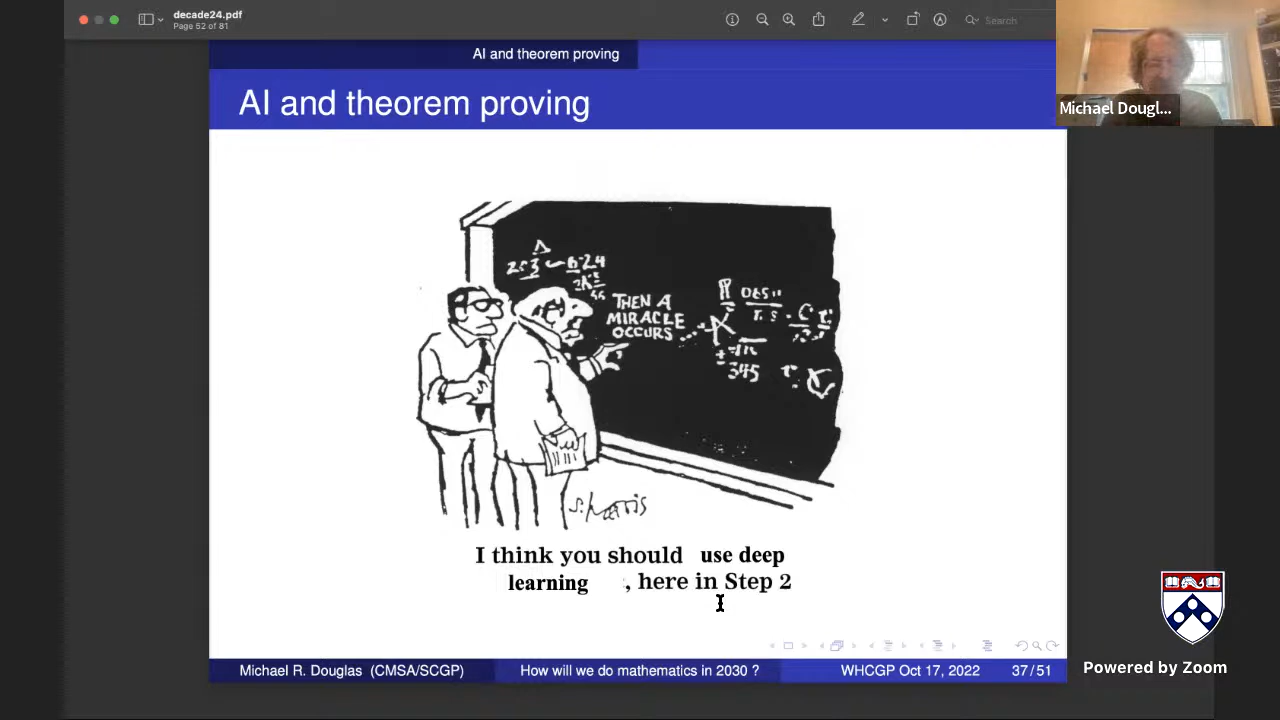 decade24.pdf
Page 52 of 81
Search
Michael Dougl...
AI and theorem proving
AI and theorem proving
THEN A
MIRACLE
OCCURS...
345
S. Harris
I think you should use deep
learning , here in Step 2
Michael R. Douglas (CMSA/SCGP) How will we do mathematics in 2030 ? WHCGP Oct 17, 2022 37/51
Powered by Zoom